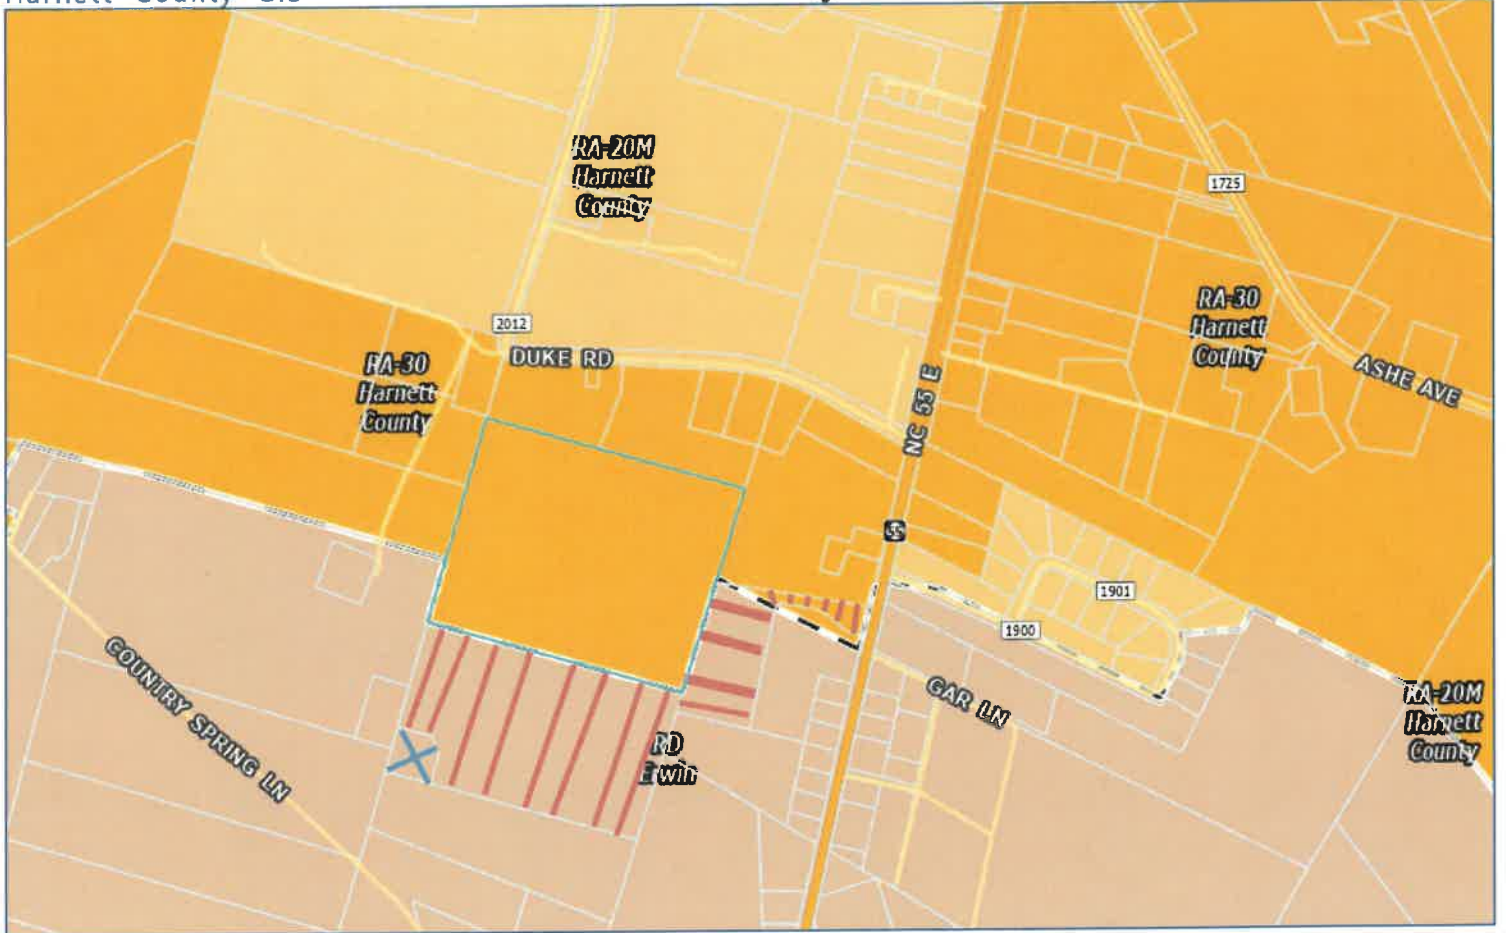 RA-20M
Harnett
County
1725
RA-30
Harnett
County
2012
DUKE RD
RA-30
Harnett
County
ASHE AVE
NC 55 E
55
1901
1900
COUNTRY SPRING LN
GAR LN
RD
Erwin
RA-20M
Harnett
County